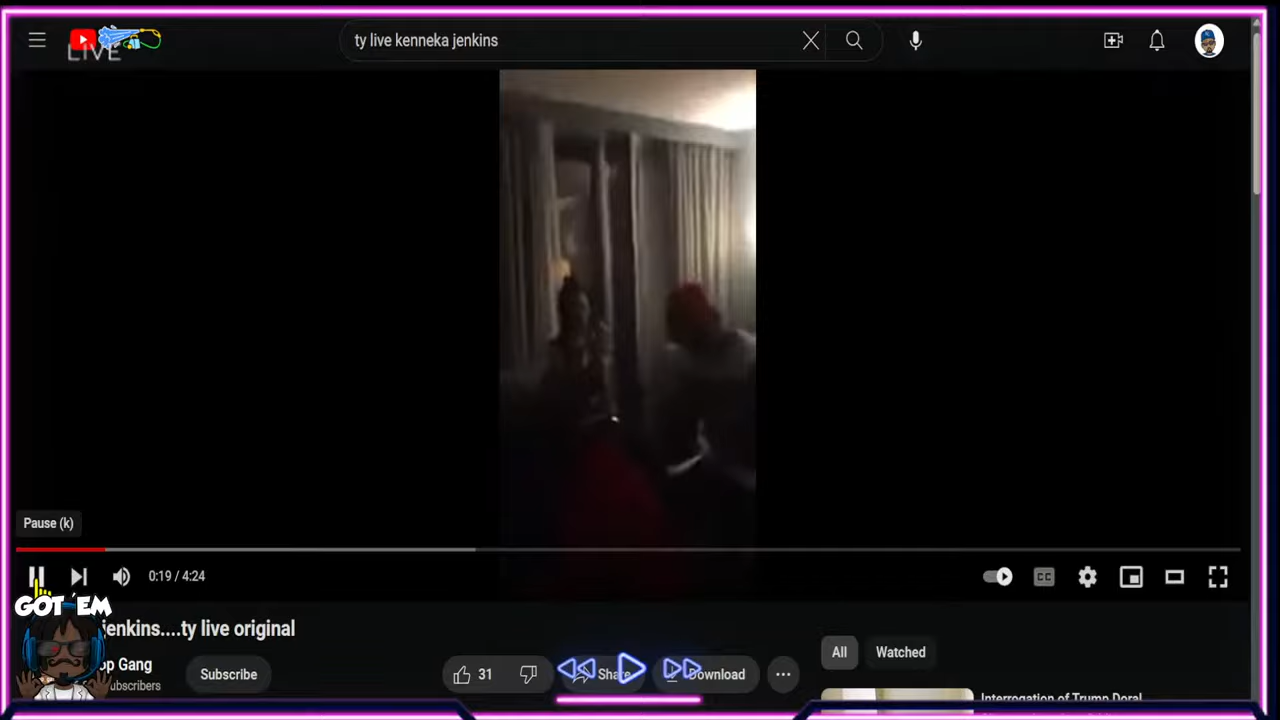 LIVE
ty live kenneka jenkins
Pause (k)
0:19 / 4:24
CC
GOT 'EM
jenkins....ty live original
op Gang
ubscribers
Subscribe
31
Share
Download
All
Watched
Interrogation of Trump Doral